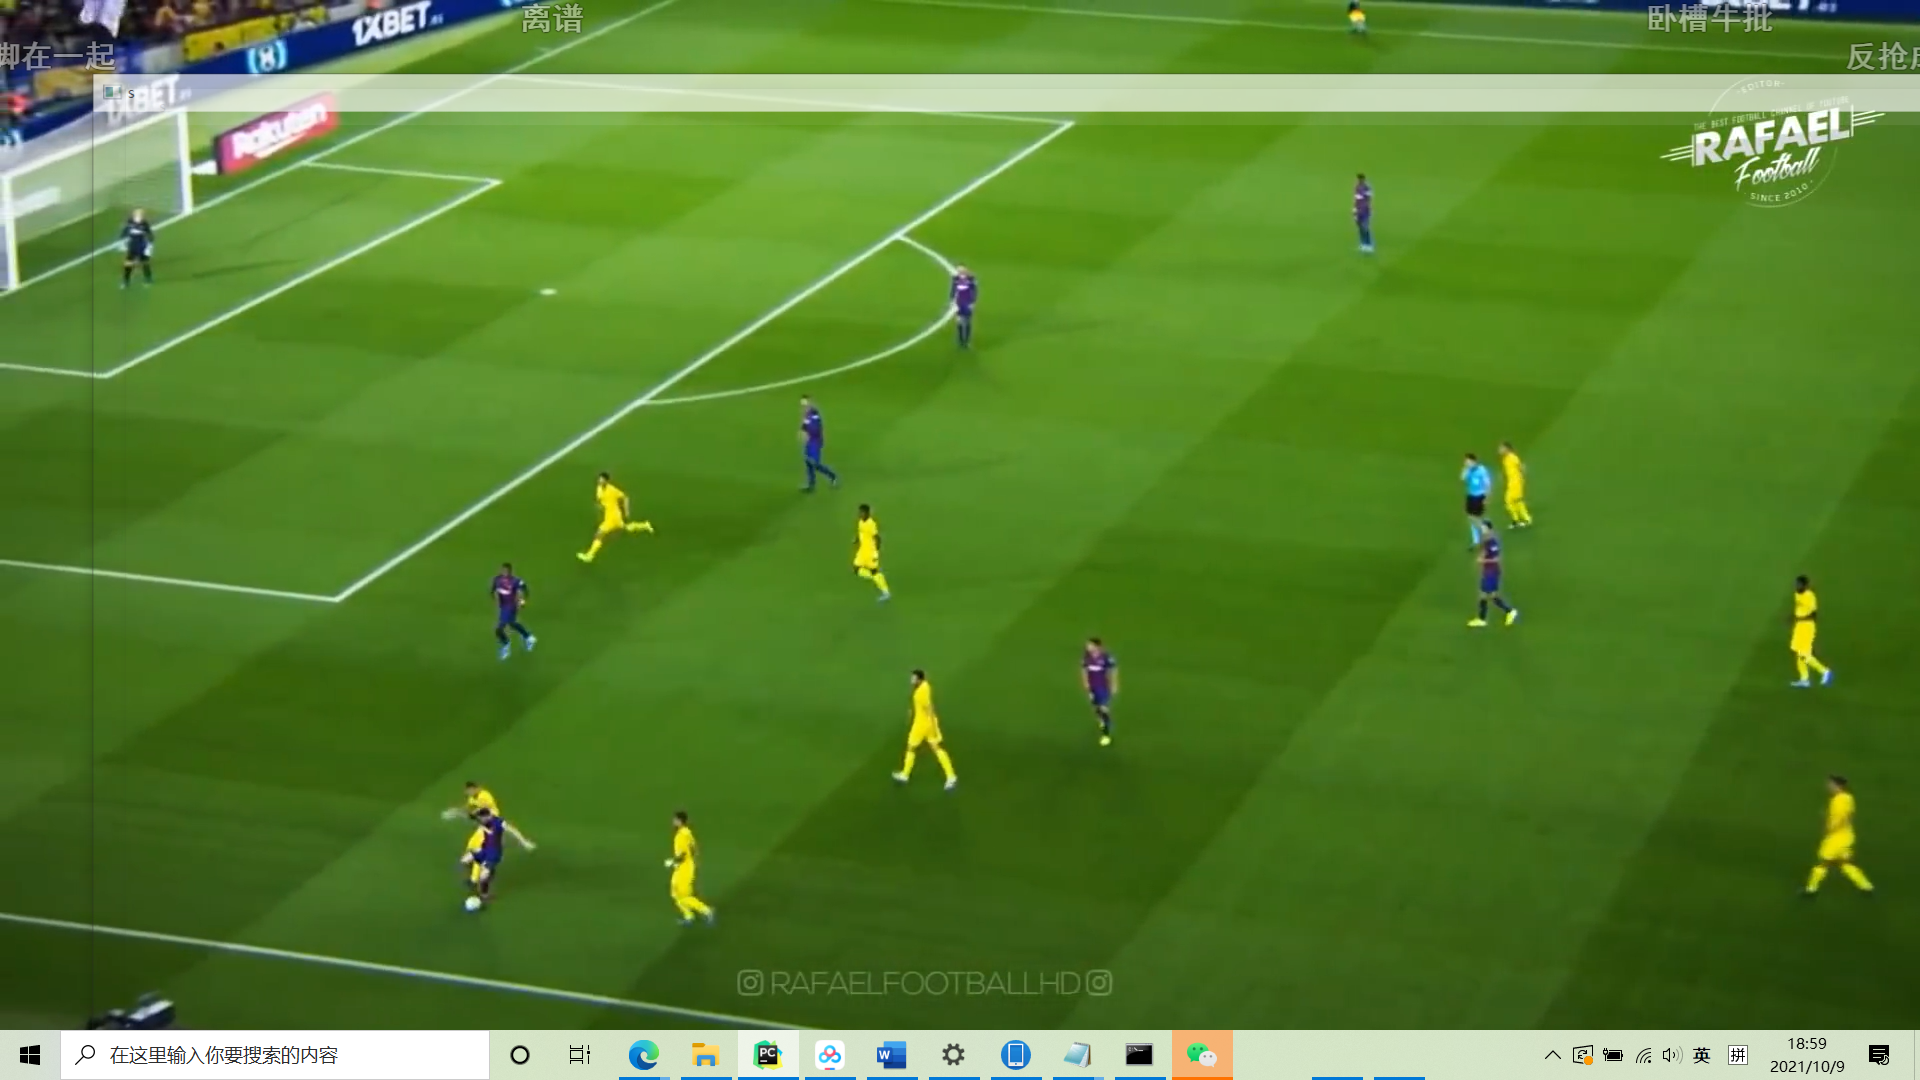 1XBET
离谱
卧槽牛批
脚在一起
反抢
s
1XBET
Rakuten
EDITOR
THE BEST FOOTBALL CHANNEL OF YOUTUBE
RAFAEL
Football
SINCE 2010
RAFAELFOOTBALLHD
在这里输入你要搜索的内容
英
拼
18:59
2021/10/9